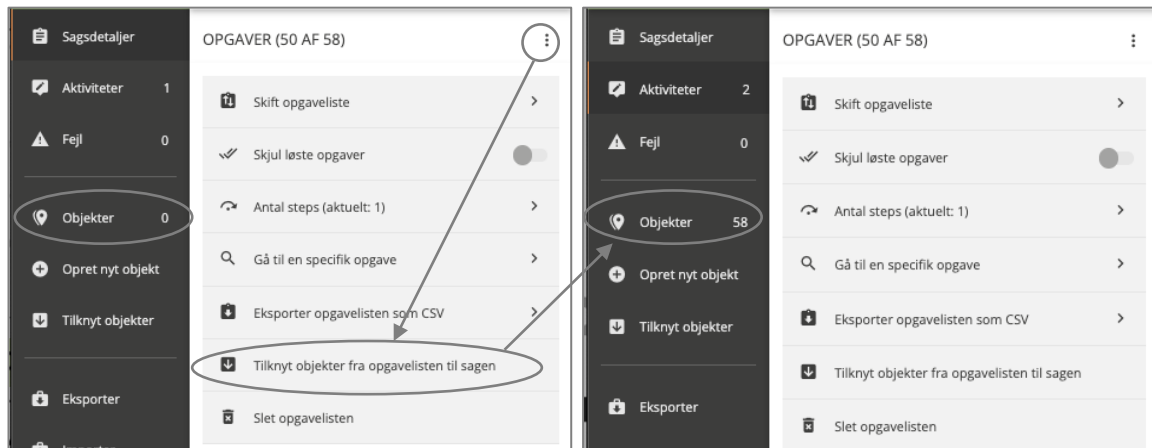 Sagsdetaljer
Aktiviteter 1
Fejl 0
Objekter 0
Opret nyt objekt
Tilknyt objekter
Eksporter
OPGAVER (50 AF 58)
Skift opgaveliste
Skjul løste opgaver
Antal steps (aktuelt: 1)
Gå til en specifik opgave
Eksporter opgavelisten som CSV
Tilknyt objekter fra opgavelisten til sagen
Slet opgavelisten
Sagsdetaljer
Aktiviteter 2
Fejl 0
Objekter 58
Opret nyt objekt
Tilknyt objekter
Eksporter
OPGAVER (50 AF 58)
Skift opgaveliste
Skjul løste opgaver
Antal steps (aktuelt: 1)
Gå til en specifik opgave
Eksporter opgavelisten som CSV
Tilknyt objekter fra opgavelisten til sagen
Slet opgavelisten